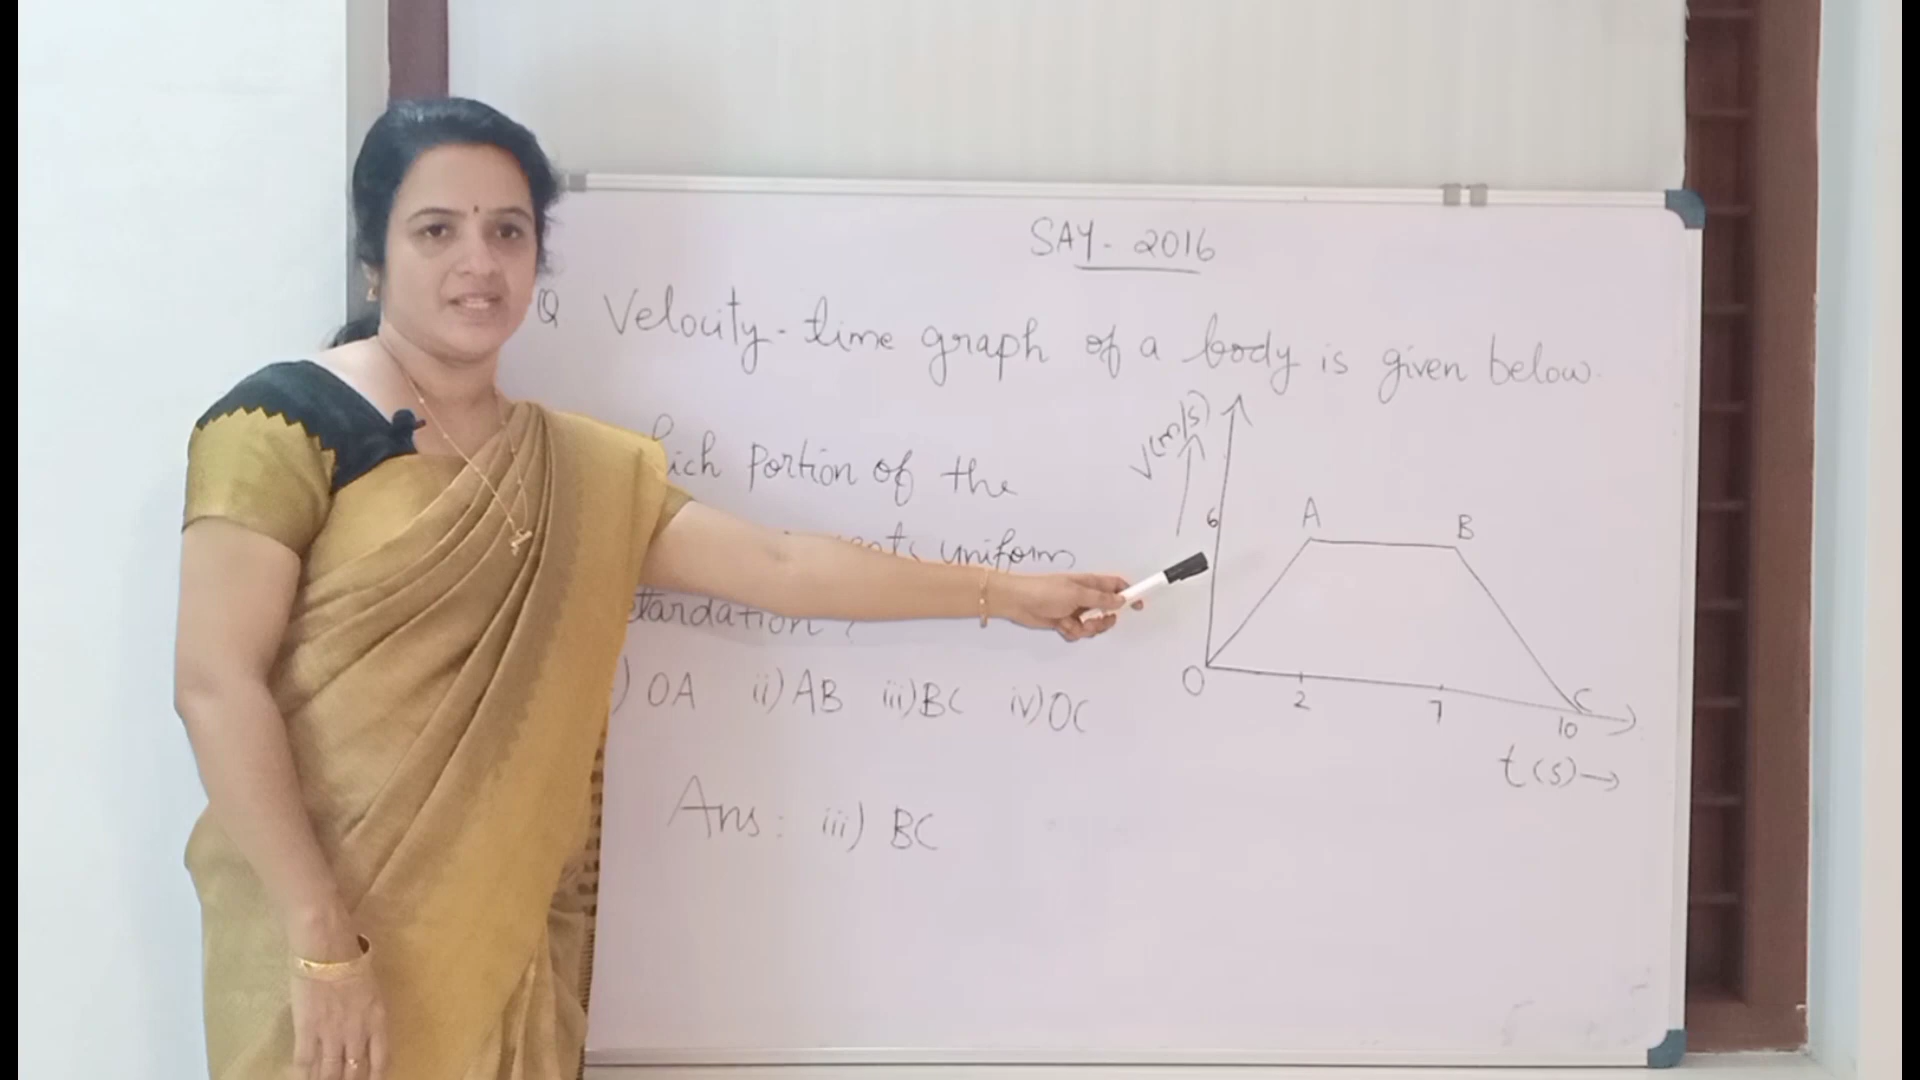 SAY - 2016
Q Velocity-time graph of a body is given below.
Portion of the
uniform
retardation ?
) OA ii) AB iii) BC iv) OC
Ans: iii) BC
V(m/s)
6
A
B
O
2
7
10
C
t(s)→